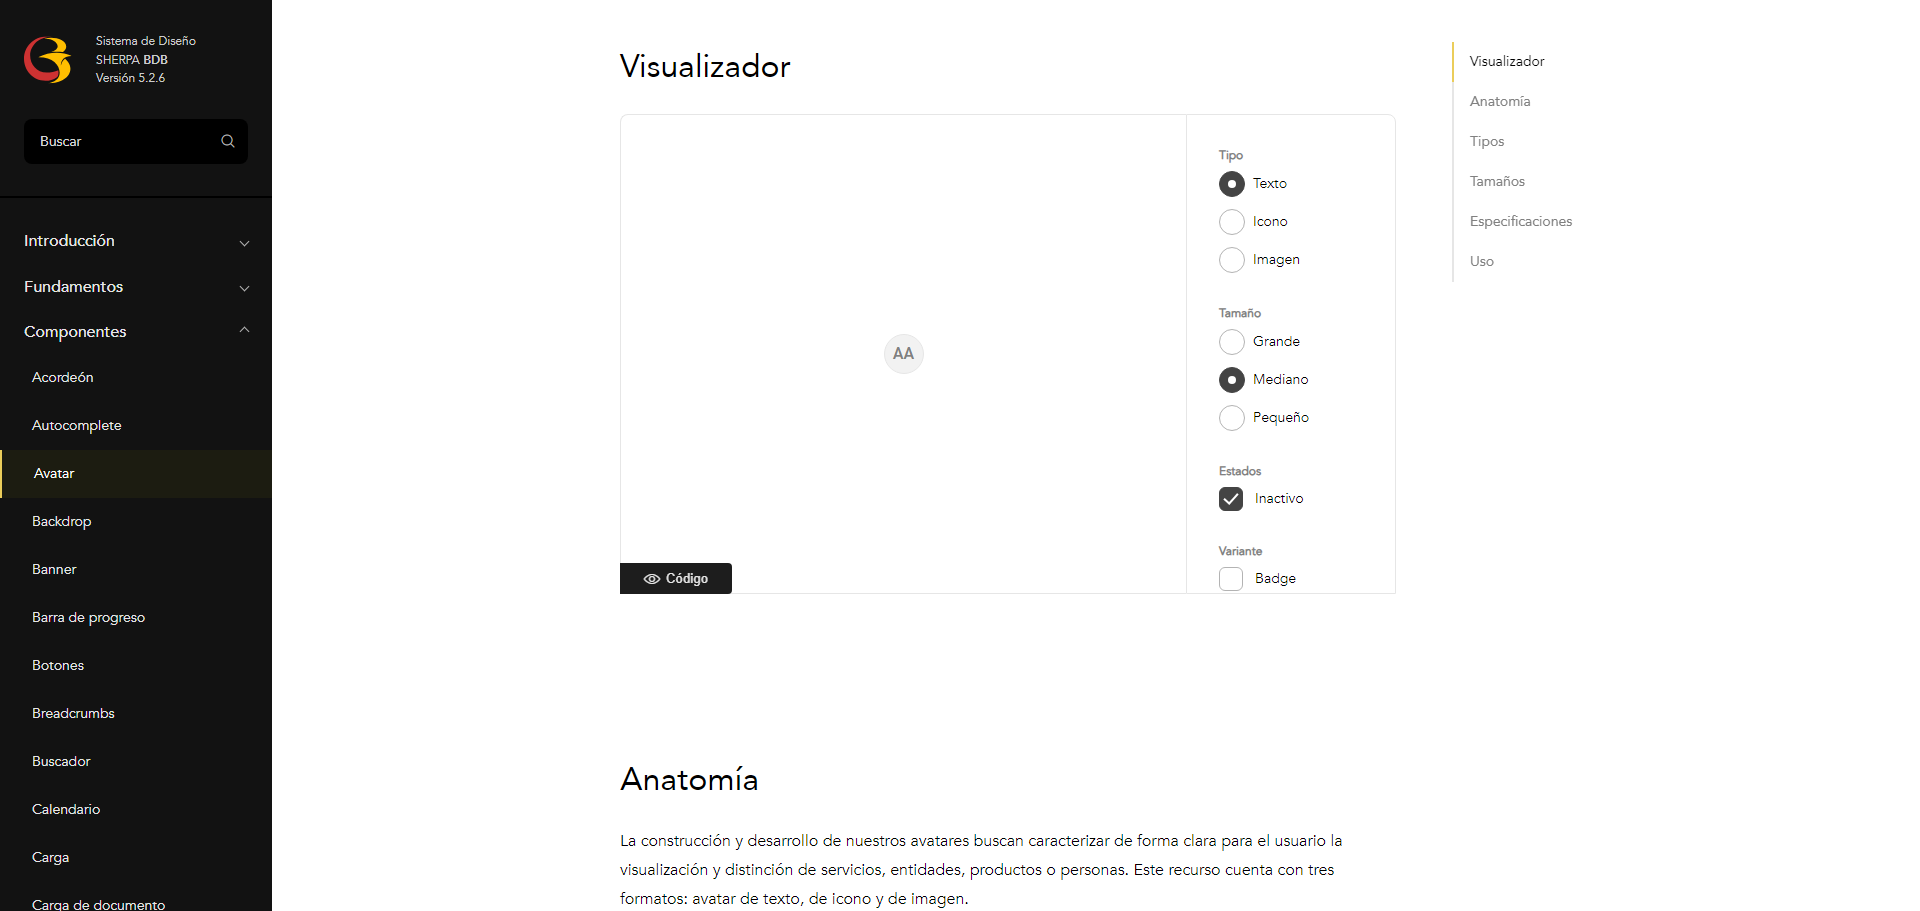 Sistema de Diseño
SHERPA BDB
Versión 5.2.6
Buscar
Introducción
Fundamentos
Componentes
Acordeón
Autocomplete
Avatar
Backdrop
Banner
Barra de progreso
Botones
Breadcrumbs
Buscador
Calendario
Carga
Carga de documento
Visualizador
AA
Código
Tipo
Texto
Icono
Imagen
Tamaño
Grande
Mediano
Pequeño
Estados
Inactivo
Variante
Badge
Anatomía
La construcción y desarrollo de nuestros avatares buscan caracterizar de forma clara para el usuario la
visualización y distinción de servicios, entidades, productos o personas. Este recurso cuenta con tres
formatos: avatar de texto, de icono y de imagen.
Visualizador
Anatomía
Tipos
Tamaños
Especificaciones
Uso